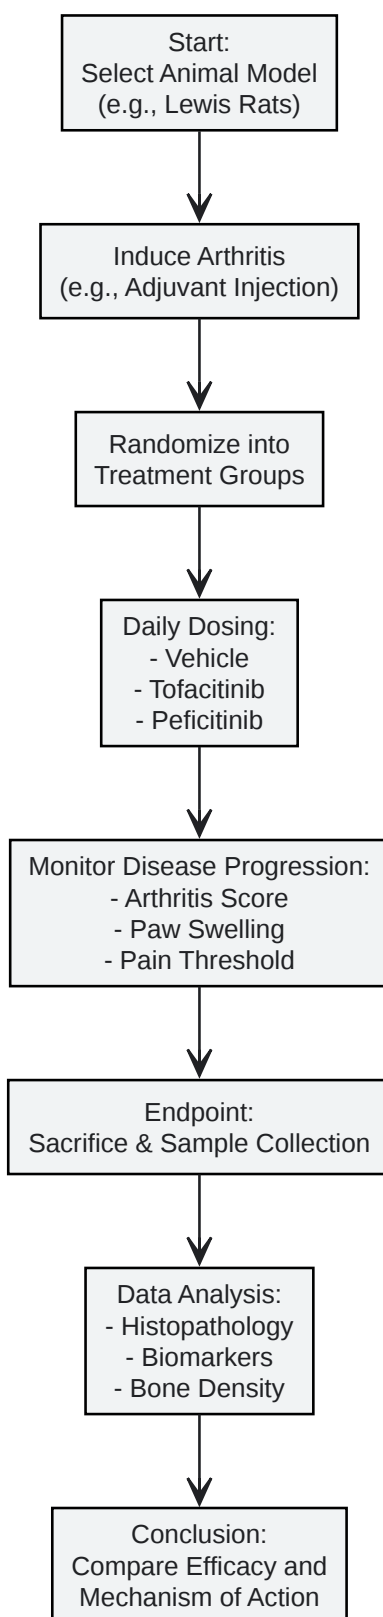 Start:
Select Animal Model
(e.g., Lewis Rats)
Induce Arthritis
(e.g., Adjuvant Injection)
Randomize into
Treatment Groups
Daily Dosing:
- Vehicle
- Tofacitinib
- Peficitinib
Monitor Disease Progression:
- Arthritis Score
- Paw Swelling
- Pain Threshold
Endpoint:
Sacrifice & Sample Collection
Data Analysis:
- Histopathology
- Biomarkers
- Bone Density
Conclusion:
Compare Efficacy and
Mechanism of Action